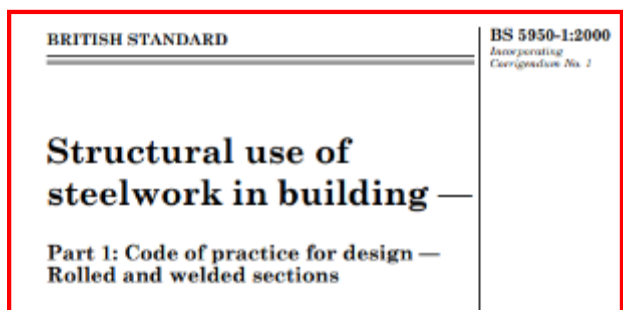 BRITISH STANDARD
BS 5950-1:2000
Incorporating
Corrigendum No. 1
Structural use of
steelwork in building —
Part 1: Code of practice for design —
Rolled and welded sections